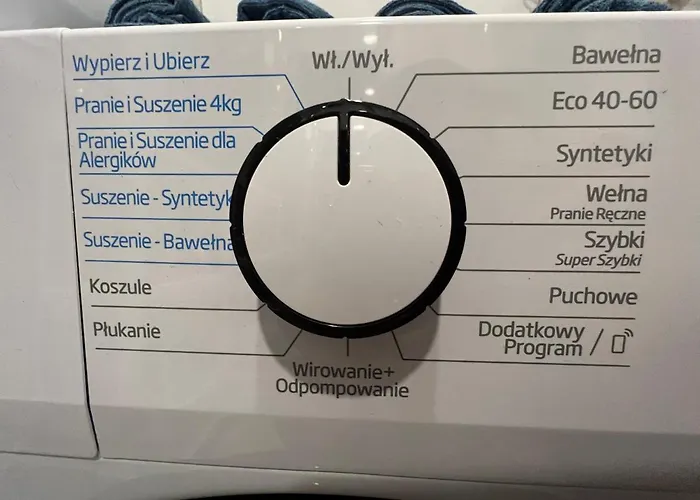 Wł./Wył.
Wypierz i Ubierz
Pranie i Suszenie 4kg
Pranie i Suszenie dla
Alergików
Suszenie - Syntetyk
Suszenie - Bawełna
Koszule
Płukanie
Wirowanie+
Odpompowanie
Bawełna
Eco 40-60
Syntetyki
Wełna
Pranie Ręczne
Szybki
Super Szybki
Puchowe
Dodatkowy
Program /